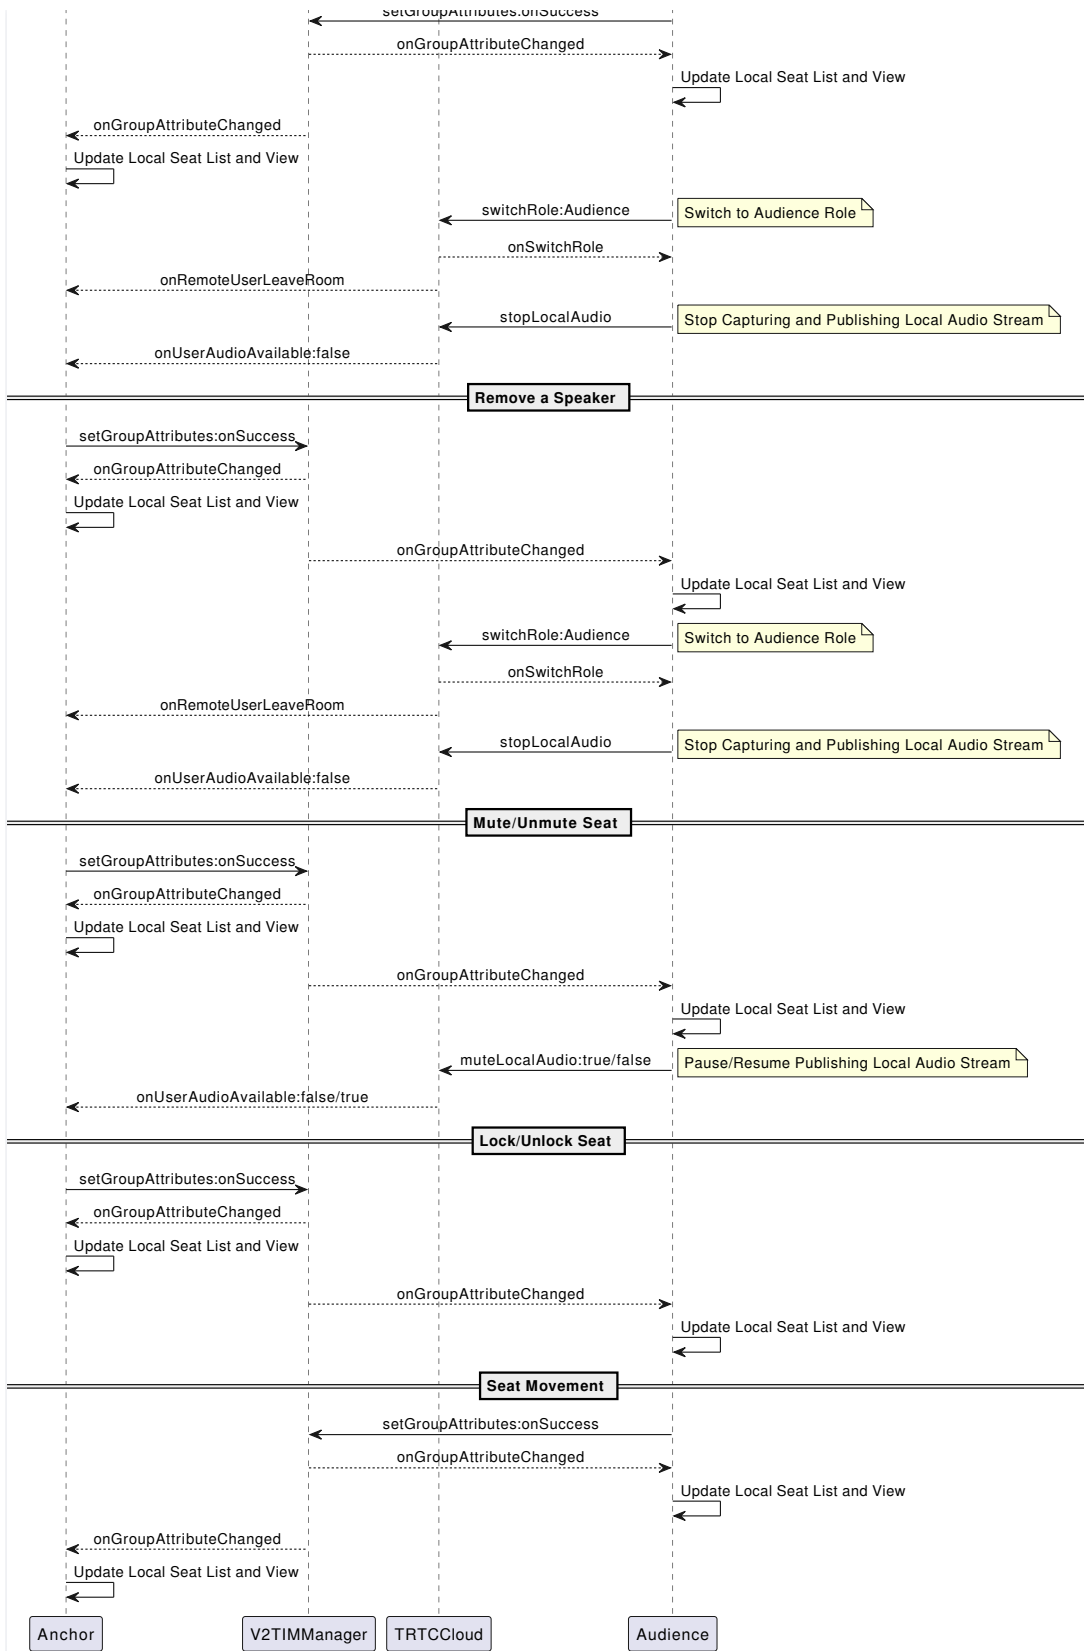 setGroupAttributes:onSuccess
onGroupAttributeChanged
Update Local Seat List and View
onGroupAttributeChanged
Update Local Seat List and View
switchRole:Audience
Switch to Audience Role
onSwitchRole
onRemoteUserLeaveRoom
stopLocalAudio
Stop Capturing and Publishing Local Audio Stream
onUserAudioAvailable:false
Remove a Speaker
setGroupAttributes:onSuccess
onGroupAttributeChanged
Update Local Seat List and View
onGroupAttributeChanged
Update Local Seat List and View
switchRole:Audience
Switch to Audience Role
onSwitchRole
onRemoteUserLeaveRoom
stopLocalAudio
Stop Capturing and Publishing Local Audio Stream
onUserAudioAvailable:false
Mute/Unmute Seat
setGroupAttributes:onSuccess
onGroupAttributeChanged
Update Local Seat List and View
onGroupAttributeChanged
Update Local Seat List and View
muteLocalAudio:true/false
Pause/Resume Publishing Local Audio Stream
onUserAudioAvailable:false/true
Lock/Unlock Seat
setGroupAttributes:onSuccess
onGroupAttributeChanged
Update Local Seat List and View
onGroupAttributeChanged
Update Local Seat List and View
Seat Movement
setGroupAttributes:onSuccess
onGroupAttributeChanged
Update Local Seat List and View
onGroupAttributeChanged
Update Local Seat List and View
Anchor
V2TIMManager
TRTCCloud
Audience